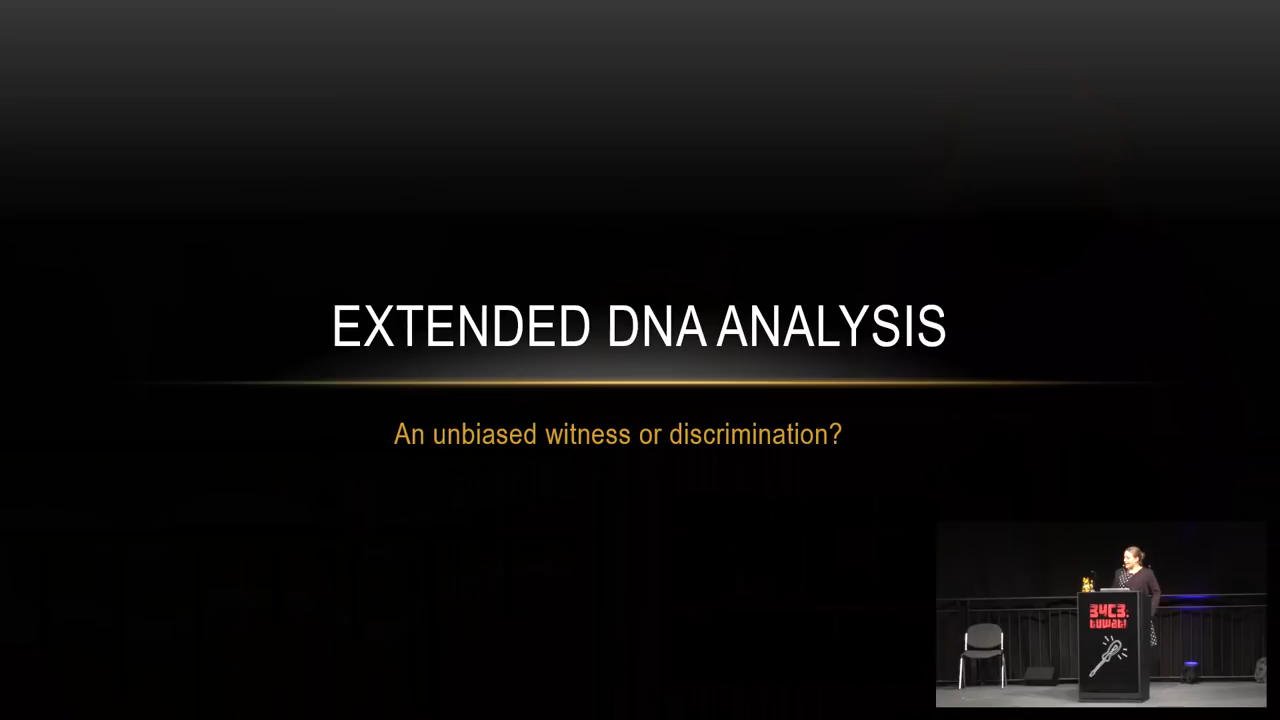 EXTENDED DNA ANALYSIS
An unbiased witness or discrimination?
34C3.
tuwat!